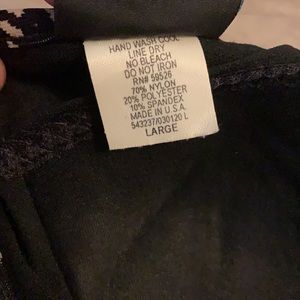 HAND WASH COOL
LINE DRY
NO BLEACH
DO NOT IRON
RN# 59526
70% NYLON
20% POLYESTER
10% SPANDEX
MADE IN U.S.A.
543237/030120 L
LARGE